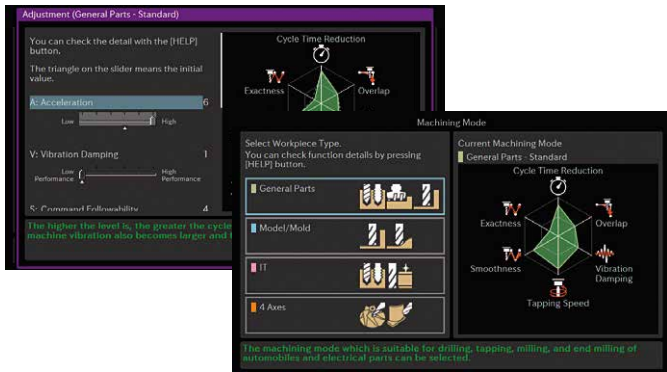 Adjustment (General Parts - Standard)
You can check the detail with the [HELP]
button.
The triangle on the slider means the initial
value.
A: Acceleration 6
Low High
V: Vibration Damping 1
Low Performance High Performance
S: Command Followability 4
The higher the level is, the greater the cycle
machine vibration also becomes larger and
Cycle Time Reduction
Exactness
Overlap
Machining Mode
Select Workpiece Type.
You can check function details by pressing
[HELP] button.
General Parts
Model/Mold
IT
4 Axes
Current Machining Mode
General Parts - Standard
Cycle Time Reduction
Exactness
Overlap
Smoothness
Vibration
Damping
Tapping Speed
The machining mode which is suitable for drilling, tapping, milling, and end milling of
automobiles and electrical parts can be selected.